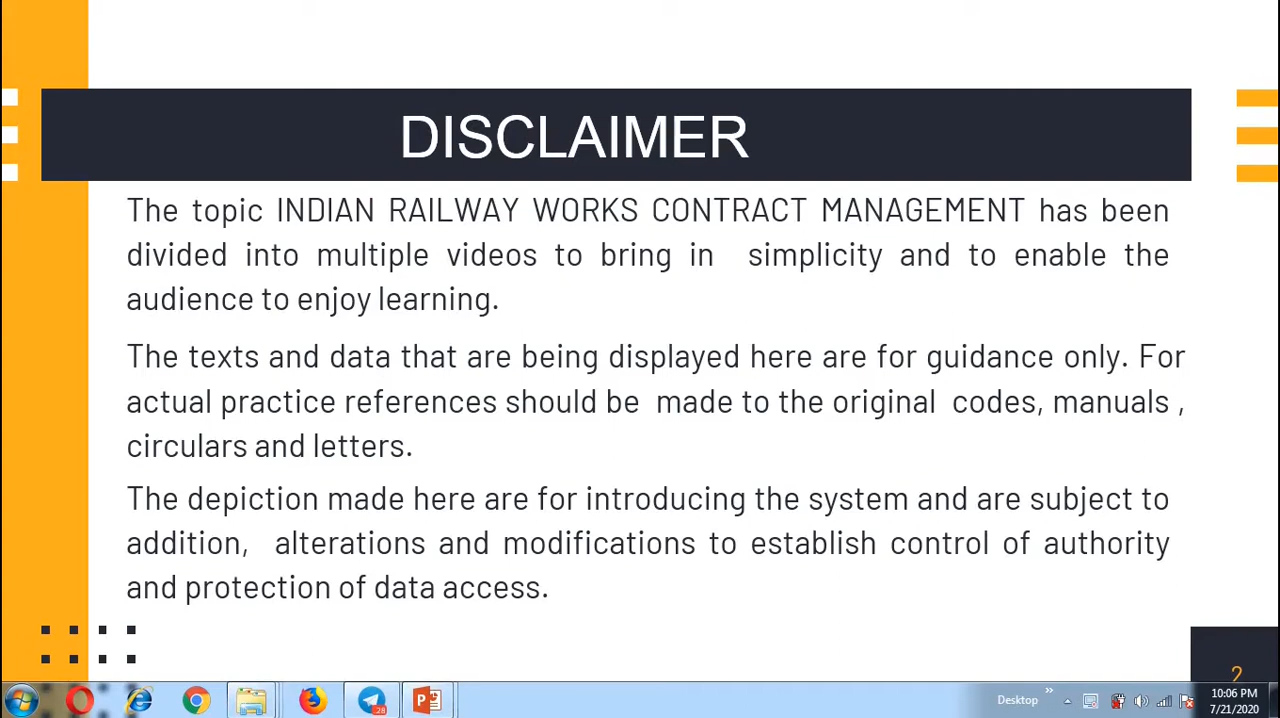 DISCLAIMER
The topic INDIAN RAILWAY WORKS CONTRACT MANAGEMENT has been
divided into multiple videos to bring in simplicity and to enable the
audience to enjoy learning.
The texts and data that are being displayed here are for guidance only. For
actual practice references should be made to the original codes, manuals ,
circulars and letters.
The depiction made here are for introducing the system and are subject to
addition, alterations and modifications to establish control of authority
and protection of data access.
2
28
Desktop
10:06 PM
7/21/2020